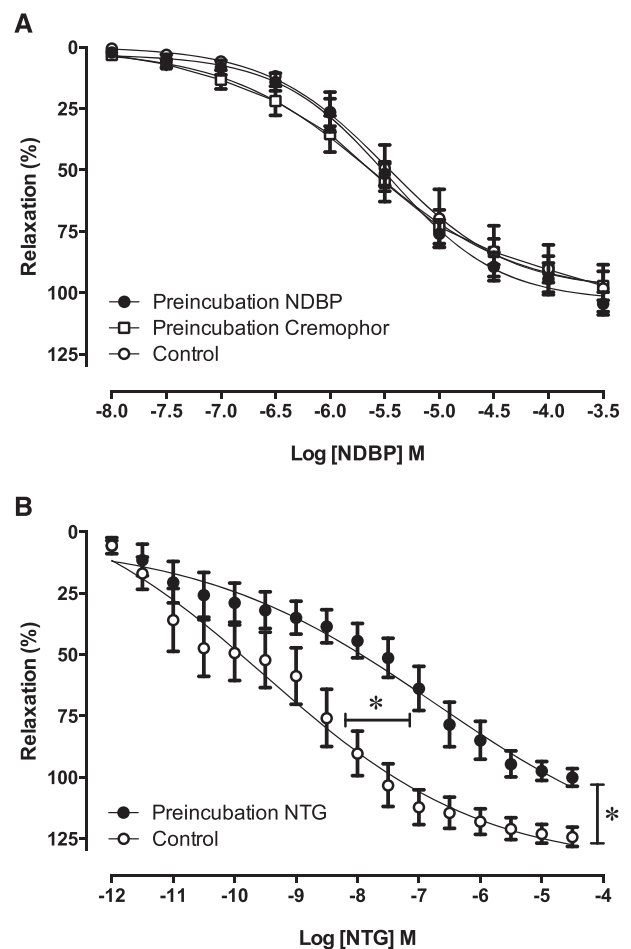 A
0
25
50
75
100
125
Relaxation (%)
Preincubation NDBP
Preincubation Cremophor
Control
-8.0 -7.5 -7.0 -6.5 -6.0 -5.5 -5.0 -4.5 -4.0 -3.5
Log [NDBP] M
B
0
25
50
75
100
125
Relaxation (%)
*
*
Preincubation NTG
Control
-12 -11 -10 -9 -8 -7 -6 -5 -4
Log [NTG] M